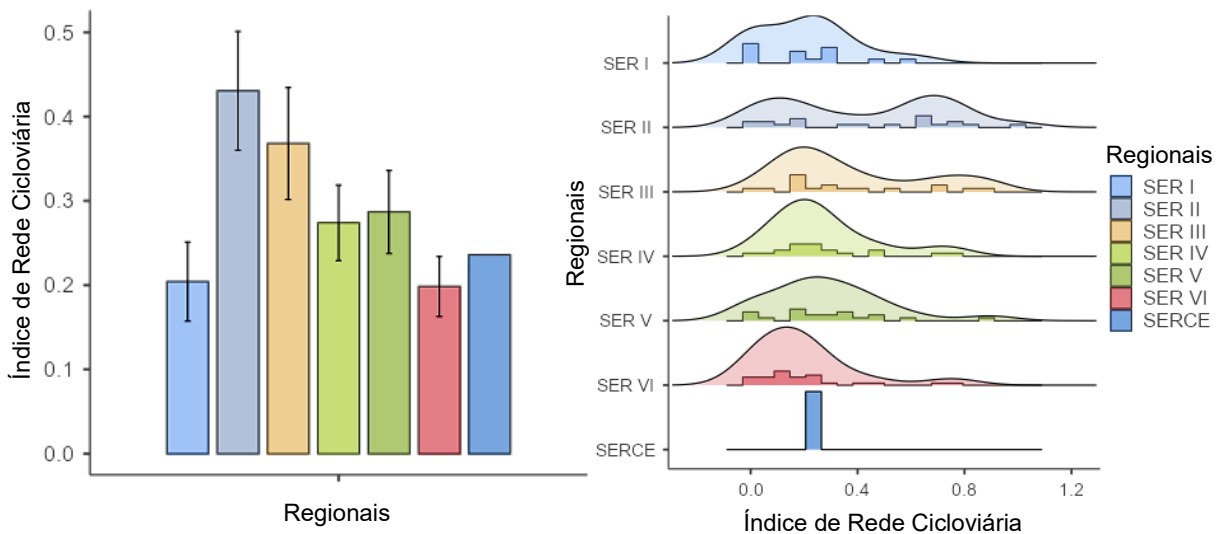 Índice de Rede Cicloviária
0.5
0.4
0.3
0.2
0.1
0.0
Regionais
Regionais
SER I
SER II
SER III
SER IV
SER V
SER VI
SERCE
0.0 0.4 0.8 1.2
Índice de Rede Cicloviária
Regionais
SER I
SER II
SER III
SER IV
SER V
SER VI
SERCE